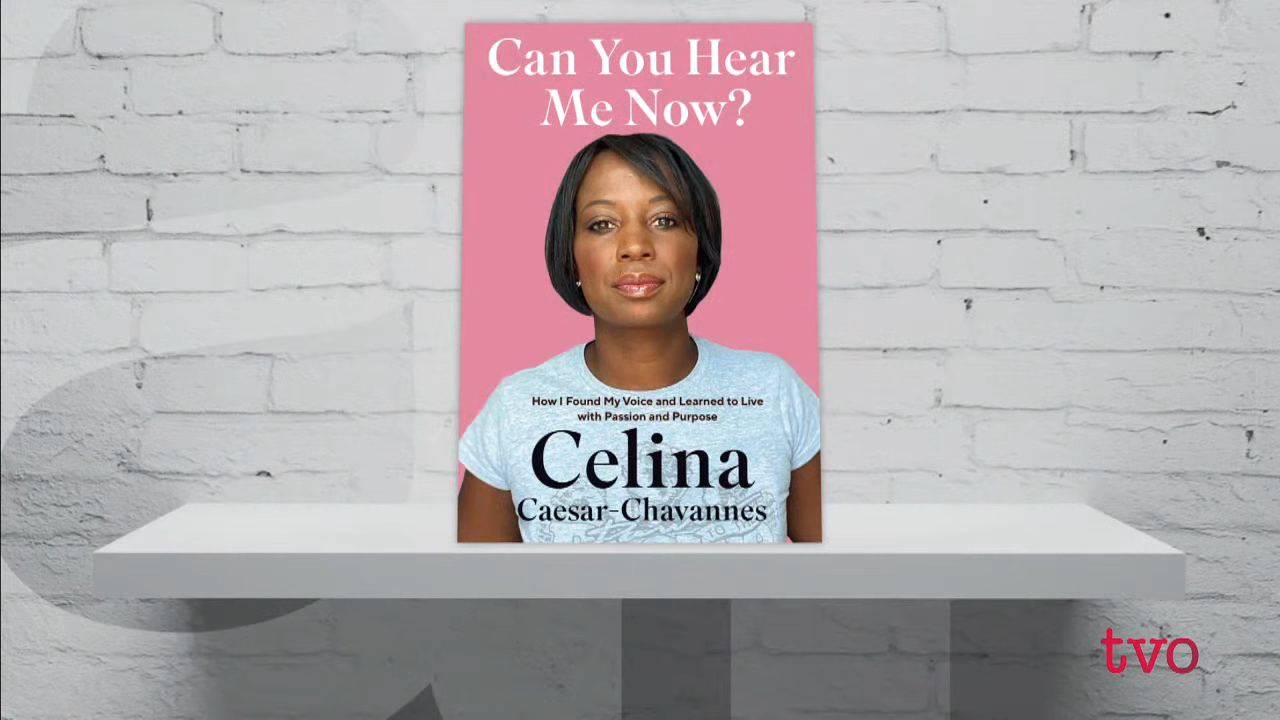 Can You Hear
Me Now?
How I Found My Voice and Learned to Live
with Passion and Purpose
Celina
Caesar-Chavannes
tvo